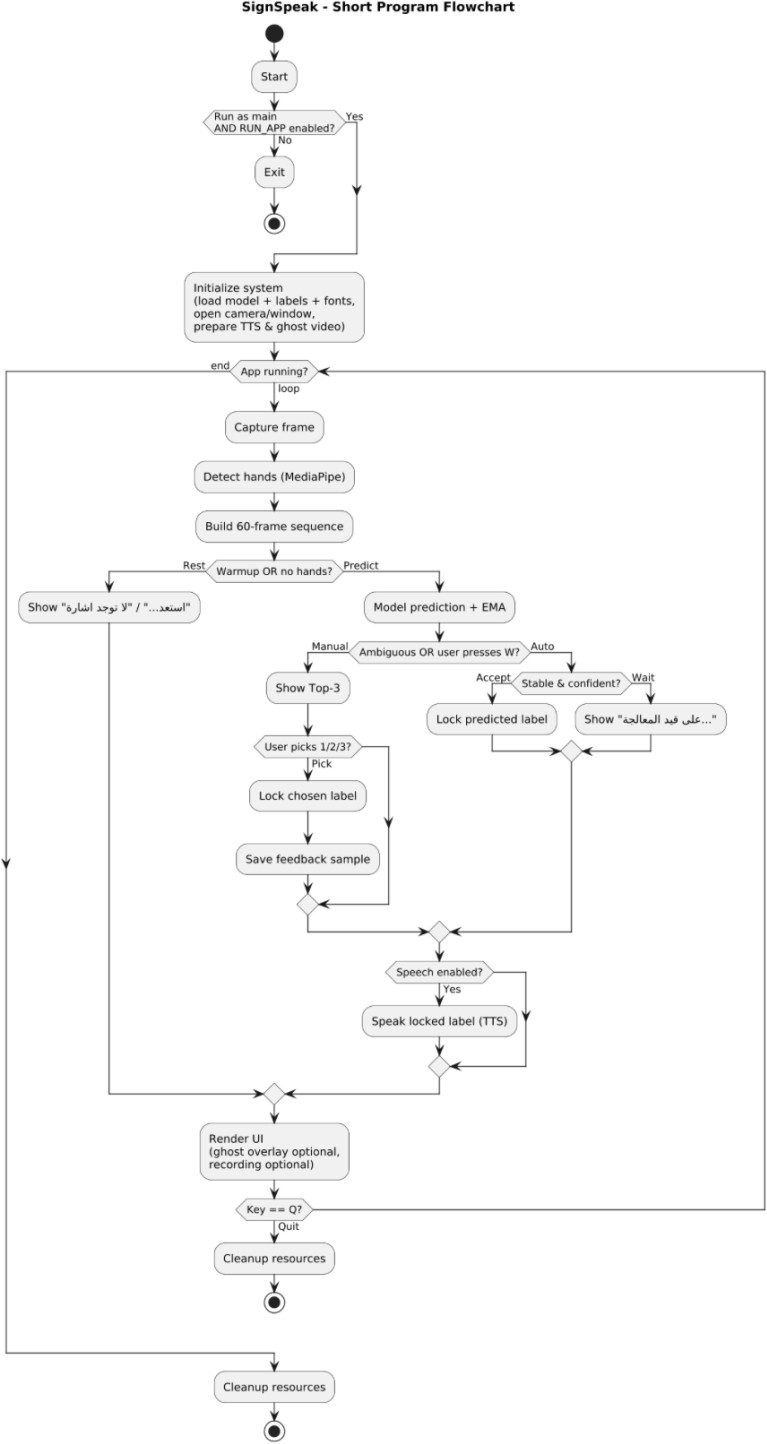 SignSpeak - Short Program Flowchart
Start
Run as main
AND RUN_APP enabled?
Yes
No
Exit
Initialize system
(load model + labels + fonts,
open camera/window,
prepare TTS & ghost video)
end
App running?
loop
Capture frame
Detect hands (MediaPipe)
Build 60-frame sequence
Rest
Warmup OR no hands?
Predict
Show "لا توجد اشارة" / "استعد..."
Model prediction + EMA
Manual
Ambiguous OR user presses W?
Auto
Show Top-3
Accept
Stable & confident?
Wait
Lock predicted label
Show "على قيد المعالجة..."
User picks 1/2/3?
Pick
Lock chosen label
Save feedback sample
Speech enabled?
Yes
Speak locked label (TTS)
Render UI
(ghost overlay optional,
recording optional)
Key == Q?
Quit
Cleanup resources
Cleanup resources